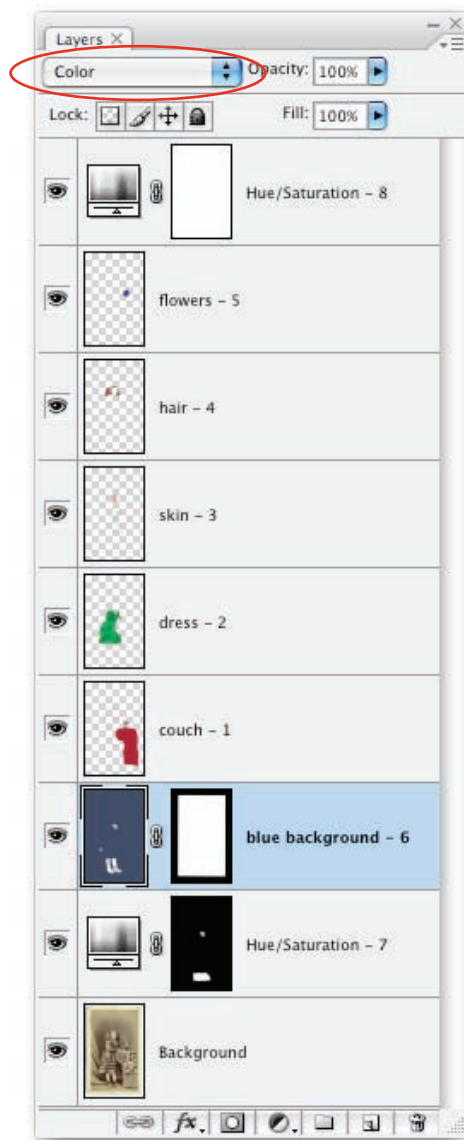 Layers
Color
Opacity: 100%
Lock: Fill: 100%
Hue/Saturation – 8
flowers – 5
hair – 4
skin – 3
dress – 2
couch – 1
blue background – 6
Hue/Saturation – 7
Background
fx.